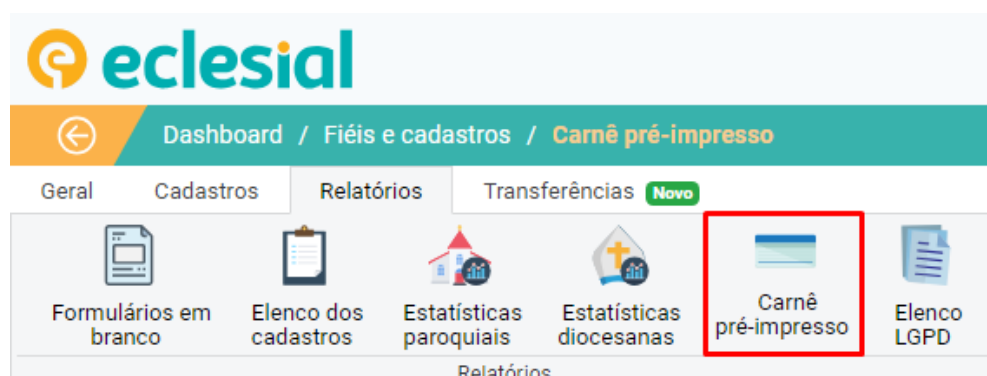 eclesial
Dashboard / Fiéis e cadastros / Carnê pré-impresso
Geral Cadastros Relatórios Transferências Novo
Formulários em
branco
Elenco dos
cadastros
Estatísticas
paroquiais
Estatísticas
diocesanas
Carnê
pré-impresso
Elenco
LGPD
Relatórios